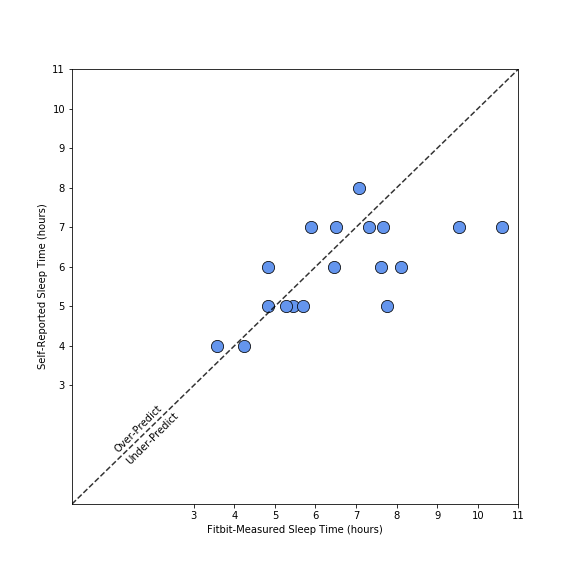 11
10
9
8
7
6
5
4
3
Self-Reported Sleep Time (hours)
Over-Predict
Under-Predict
3 4 5 6 7 8 9 10 11
Fitbit-Measured Sleep Time (hours)